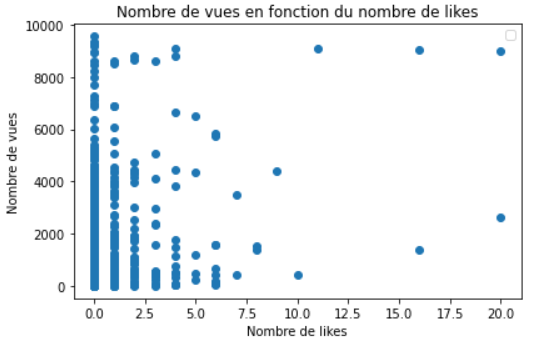 Nombre de vues en fonction du nombre de likes
10000
8000
6000
4000
2000
0
Nombre de vues
0.0 2.5 5.0 7.5 10.0 12.5 15.0 17.5 20.0
Nombre de likes